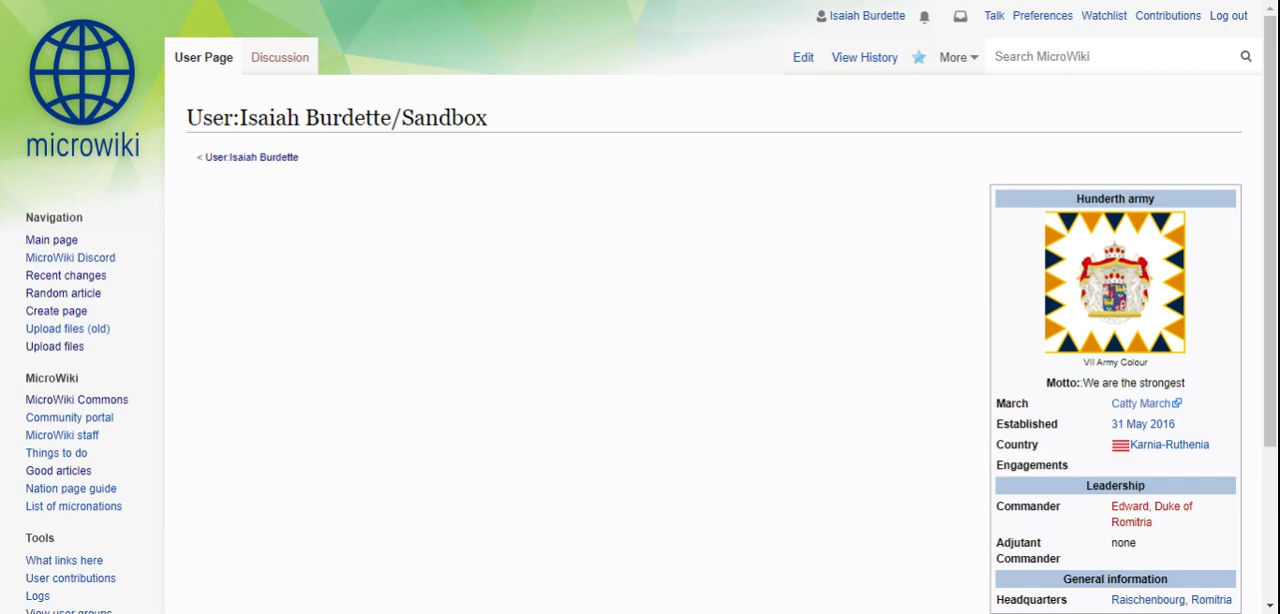 Isaiah Burdette Talk Preferences Watchlist Contributions Log out
microwiki
User Page Discussion Edit View History More Search MicroWiki
User:Isaiah Burdette/Sandbox
< User:Isaiah Burdette
Navigation
Main page
MicroWiki Discord
Recent changes
Random article
Create page
Upload files (old)
Upload files
MicroWiki
MicroWiki Commons
Community portal
MicroWiki staff
Things to do
Good articles
Nation page guide
List of micronations
Tools
What links here
User contributions
Logs
View user groups
Hunderth army
VII Army Colour
Motto: We are the strongest
March Catty March
Established 31 May 2016
Country Karnia-Ruthenia
Engagements
Leadership
Commander Edward, Duke of
Romitria
Adjutant none
Commander
General information
Headquarters Raischenbourg, Romitria